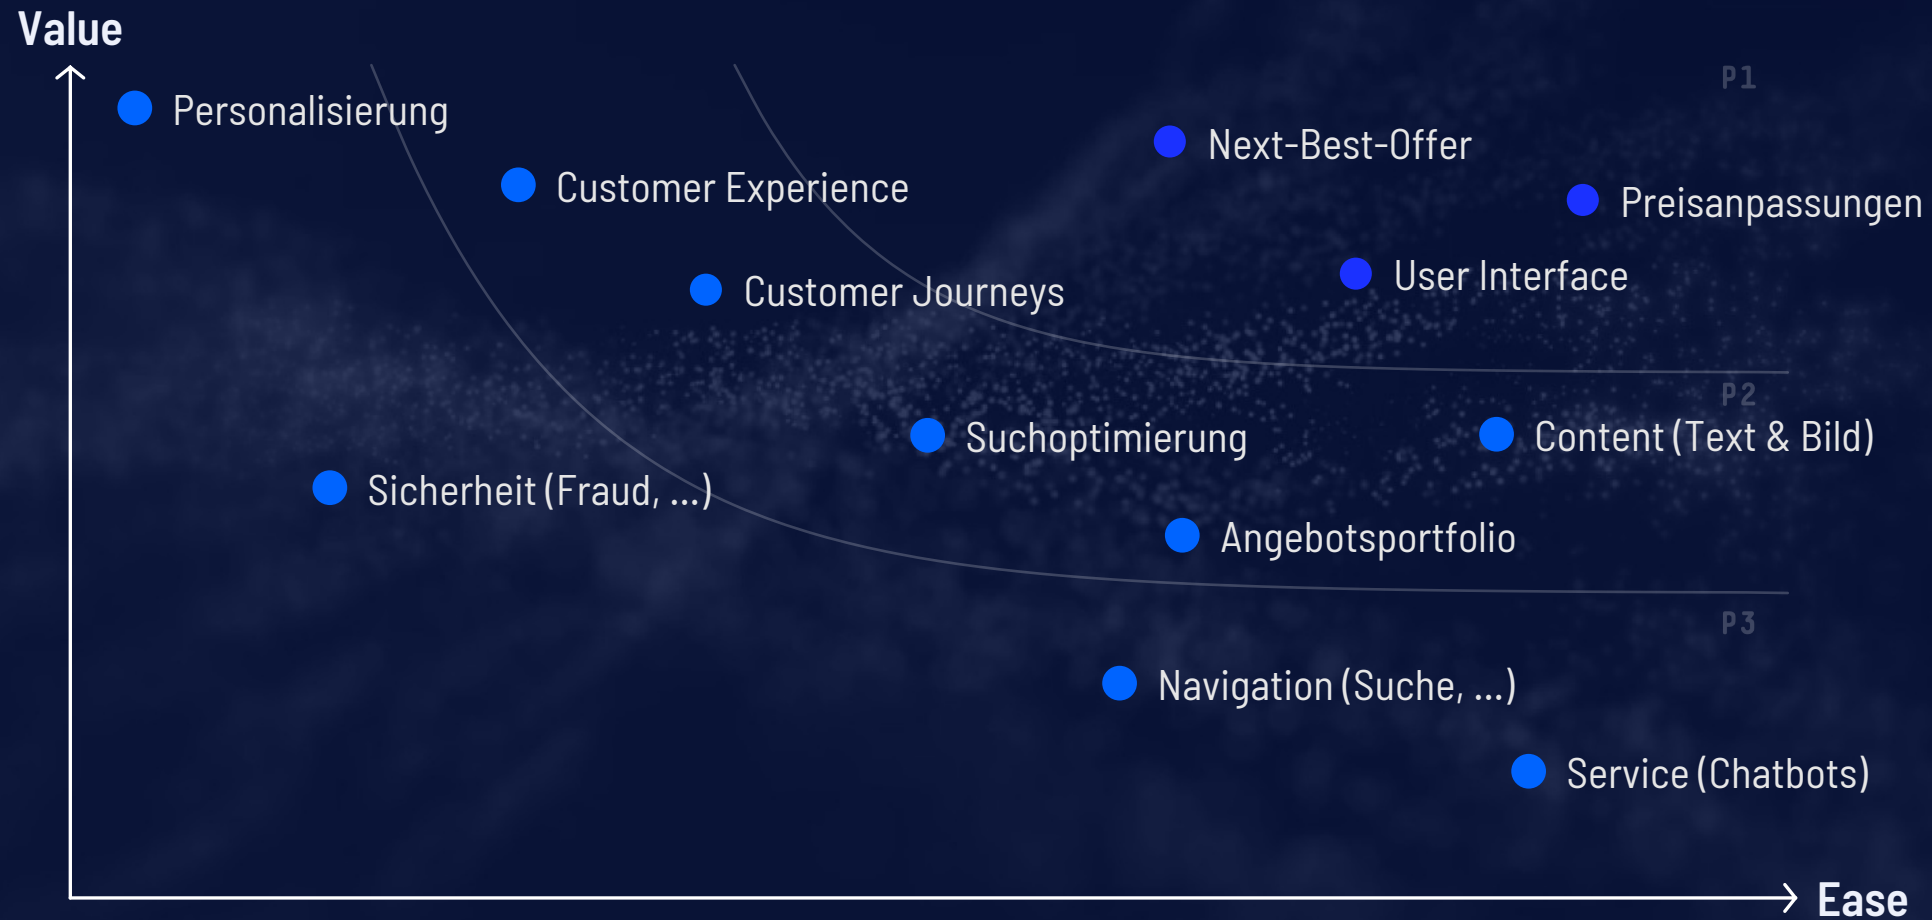 Value
P1
Personalisierung
Next-Best-Offer
Customer Experience
Preisanpassungen
User Interface
Customer Journeys
P2
Suchoptimierung
Content (Text & Bild)
Sicherheit (Fraud, ...)
Angebotsportfolio
P3
Navigation (Suche, ...)
Service (Chatbots)
Ease